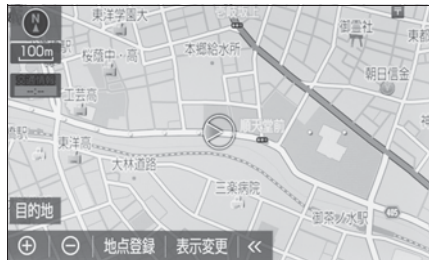 N
東洋学園大
100m
桜蔭中・高
本郷給水所
御霊社
東都
朝日信金
工芸高
--:--
東洋高
順天堂前
大林道路
三楽病院
目的地
御茶ノ水駅
405
地点登録
表示変更